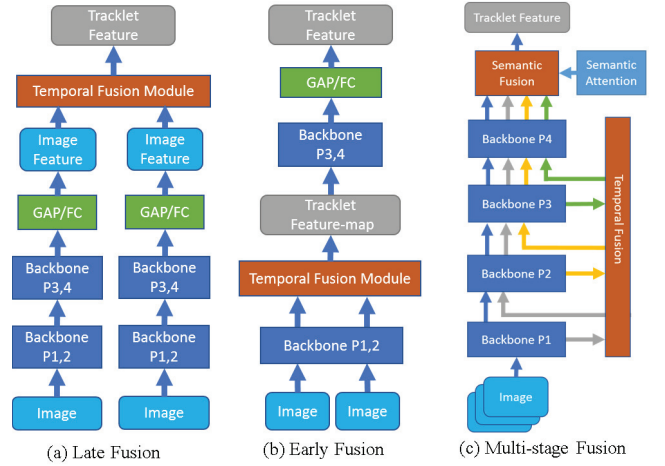 Tracklet
Feature
Temporal Fusion Module
Image
Feature
Image
Feature
GAP/FC
GAP/FC
Backbone
P3,4
Backbone
P3,4
Backbone
P1,2
Backbone
P1,2
Image
Image
(a) Late Fusion
Tracklet
Feature
GAP/FC
Backbone
P3,4
Tracklet
Feature-map
Temporal Fusion Module
Backbone P1,2
Image
Image
(b) Early Fusion
Tracklet Feature
Semantic
Fusion
Semantic
Attention
Backbone P4
Backbone P3
Backbone P2
Backbone P1
Temporal Fusion
Image
(c) Multi-stage Fusion